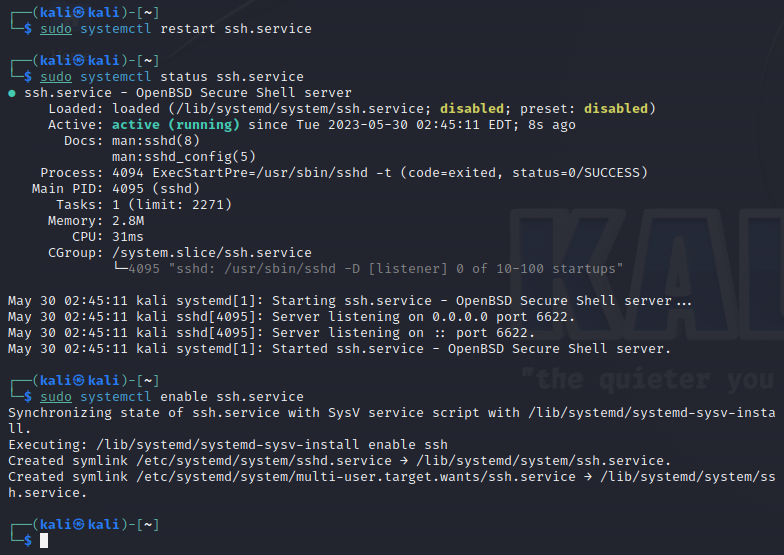 ┌──(kali㉿kali)-[~]
└─$ sudo systemctl restart ssh.service
┌──(kali㉿kali)-[~]
└─$ sudo systemctl status ssh.service
● ssh.service - OpenBSD Secure Shell server
Loaded: loaded (/lib/systemd/system/ssh.service; disabled; preset: disabled)
Active: active (running) since Tue 2023-05-30 02:45:11 EDT; 8s ago
Docs: man:sshd(8)
man:sshd_config(5)
Process: 4094 ExecStartPre=/usr/sbin/sshd -t (code=exited, status=0/SUCCESS)
Main PID: 4095 (sshd)
Tasks: 1 (limit: 2271)
Memory: 2.8M
CPU: 31ms
CGroup: /system.slice/ssh.service
└─4095 "sshd: /usr/sbin/sshd -D [listener] 0 of 10-100 startups"
May 30 02:45:11 kali systemd[1]: Starting ssh.service - OpenBSD Secure Shell server...
May 30 02:45:11 kali sshd[4095]: Server listening on 0.0.0.0 port 6622.
May 30 02:45:11 kali sshd[4095]: Server listening on :: port 6622.
May 30 02:45:11 kali systemd[1]: Started ssh.service - OpenBSD Secure Shell server.
┌──(kali㉿kali)-[~]
└─$ sudo systemctl enable ssh.service
Synchronizing state of ssh.service with SysV service script with /lib/systemd/systemd-sysv-insta
ll.
Executing: /lib/systemd/systemd-sysv-install enable ssh
Created symlink /etc/systemd/system/sshd.service → /lib/systemd/system/ssh.service.
Created symlink /etc/systemd/system/multi-user.target.wants/ssh.service → /lib/systemd/system/ss
h.service.
┌──(kali㉿kali)-[~]
└─$
KAL
"the quieter you